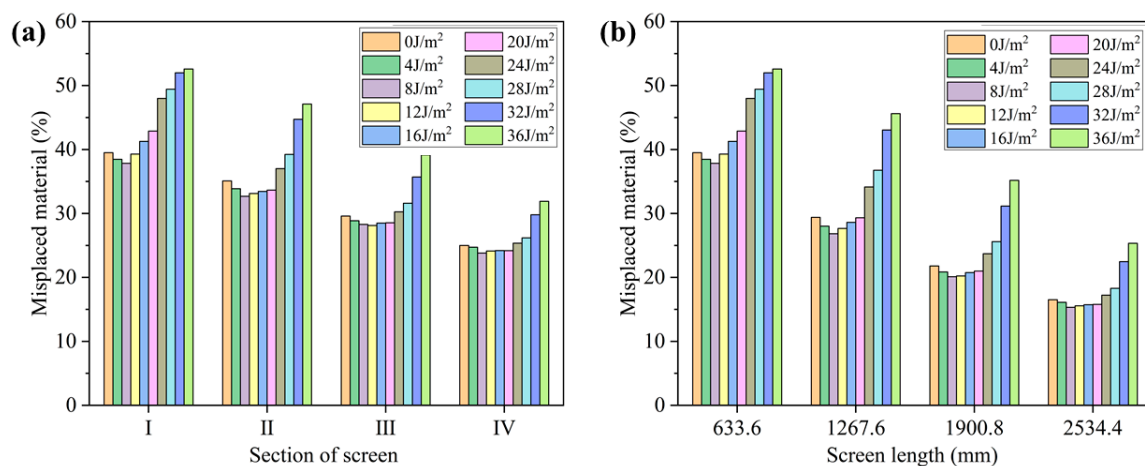 (a)
60
50
40
30
20
10
0
Misplaced material (%)
0J/m²
4J/m²
8J/m²
12J/m²
16J/m²
20J/m²
24J/m²
28J/m²
32J/m²
36J/m²
I II III IV
Section of screen
(b)
60
50
40
30
20
10
0
Misplaced material (%)
0J/m²
4J/m²
8J/m²
12J/m²
16J/m²
20J/m²
24J/m²
28J/m²
32J/m²
36J/m²
633.6 1267.6 1900.8 2534.4
Screen length (mm)